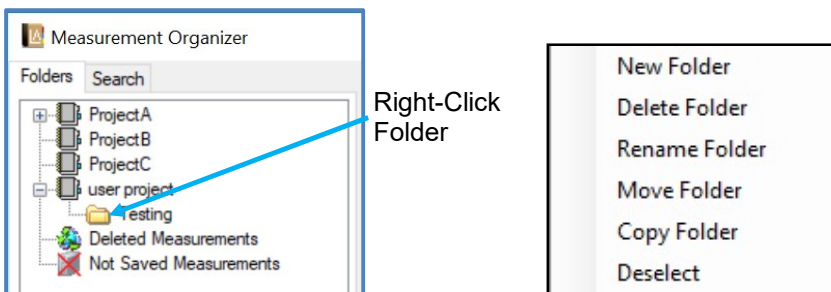 Measurement Organizer
Folders Search
ProjectA
ProjectB
ProjectC
user project
Testing
Deleted Measurements
Not Saved Measurements
Right-Click
Folder
New Folder
Delete Folder
Rename Folder
Move Folder
Copy Folder
Deselect